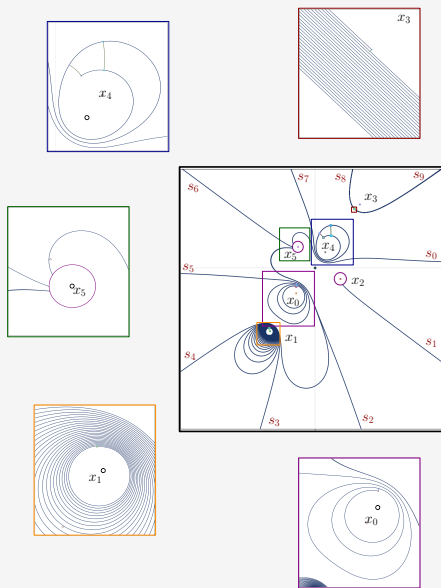 x₃
x₄
s₆
s₇
s₈
s₉
x₃
x₄
x₅
s₀
s₅
x₂
x₅
x₀
s₁
x₁
s₄
s₃
s₂
x₁
x₀